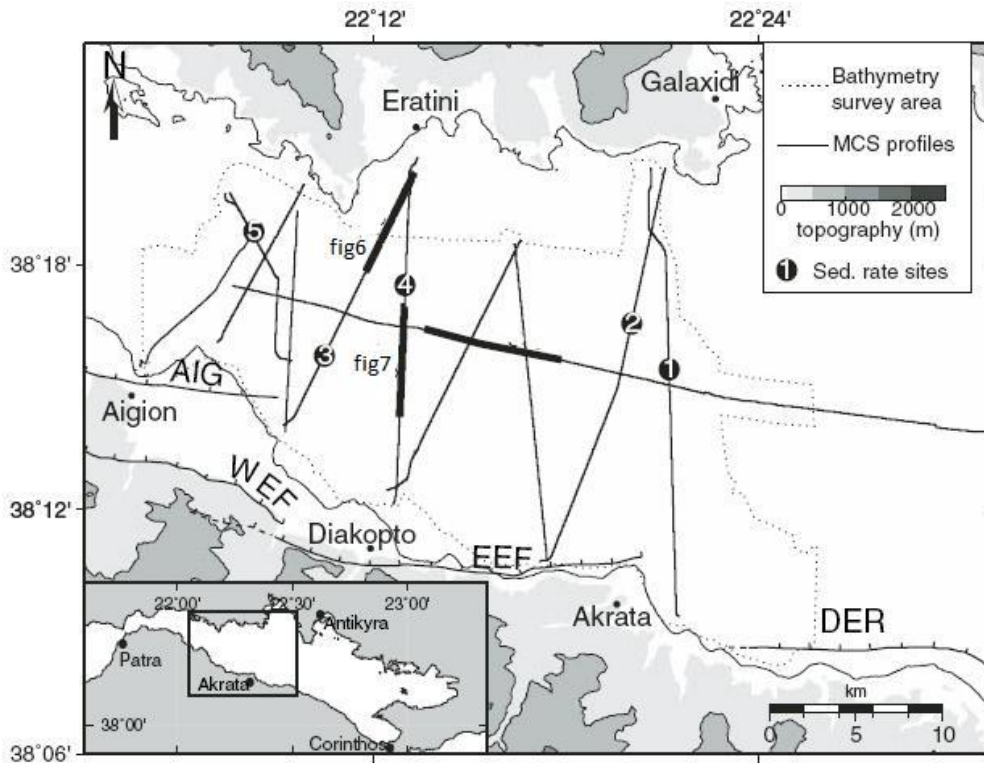 22°12' 22°24'
N
Eratini
Galaxidi
Bathymetry
survey area
MCS profiles
0 1000 2000
topography (m)
1 Sed. rate sites
38°18'
5
fig6
4
2
3
fig7
1
AIG
Aigion
WEF
38°12'
Diakopto
EEF
Akrata
DER
km
0 5 10
22°00' 22°30' 23°00'
Antikyra
Patra
Akrata
38°00'
Corinthos
38°06'